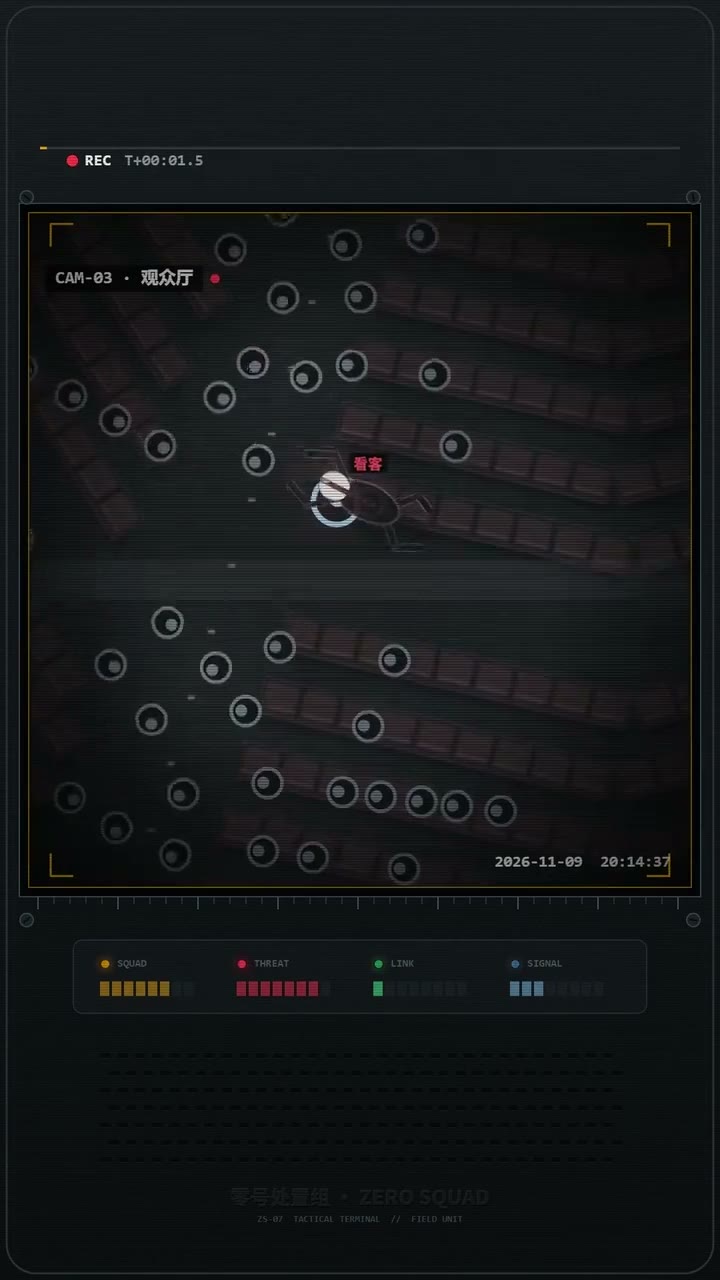 REC T+00:01.5
CAM-03 · 观众厅
看客
2026-11-09 20:14:37
SQUAD THREAT LINK SIGNAL
零号处置组 · ZERO SQUAD
ZS-07 TACTICAL TERMINAL // FIELD UNIT